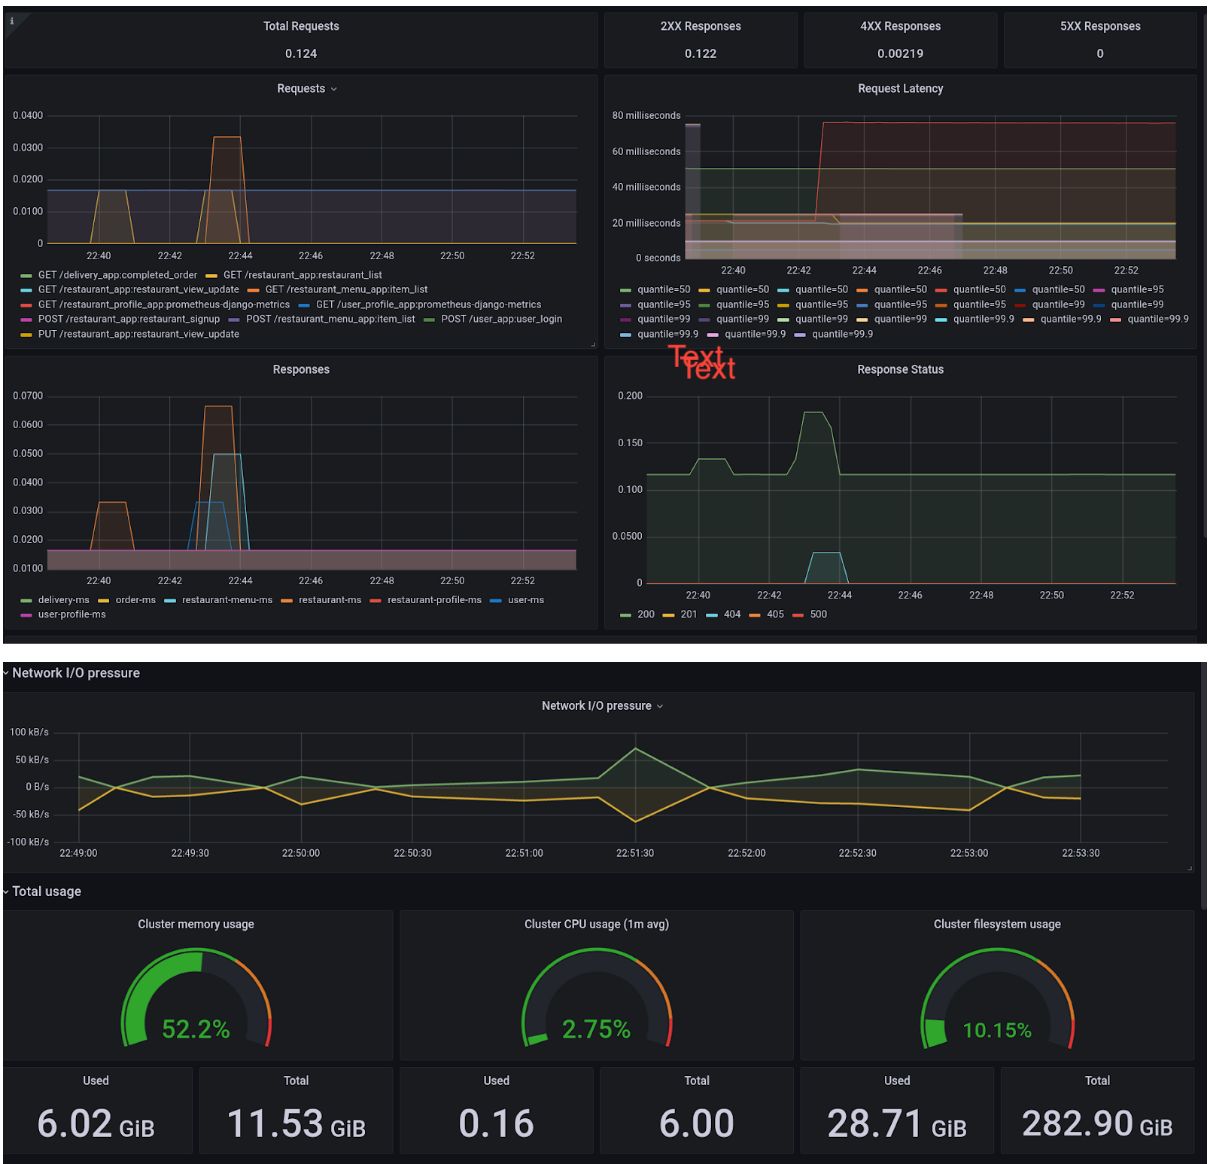 i
Total Requests
0.124
2XX Responses
0.122
4XX Responses
0.00219
5XX Responses
0
Requests
0.0400
0.0300
0.0200
0.0100
0
22:40 22:42 22:44 22:46 22:48 22:50 22:52
GET /delivery_app:completed_order GET /restaurant_app:restaurant_list
GET /restaurant_app:restaurant_view_update GET /restaurant_menu_app:item_list
GET /restaurant_profile_app:prometheus-django-metrics GET /user_profile_app:prometheus-django-metrics
POST /restaurant_app:restaurant_signup POST /restaurant_menu_app:item_list POST /user_app:user_login
PUT /restaurant_app:restaurant_view_update
Request Latency
80 milliseconds
60 milliseconds
40 milliseconds
20 milliseconds
0 seconds
22:40 22:42 22:44 22:46 22:48 22:50 22:52
quantile=50 quantile=50 quantile=50 quantile=50 quantile=50 quantile=50 quantile=95
quantile=95 quantile=95 quantile=95 quantile=95 quantile=95 quantile=99 quantile=99
quantile=99 quantile=99 quantile=99 quantile=99 quantile=99.9 quantile=99.9 quantile=99.9
quantile=99.9 quantile=99.9 quantile=99.9
Text
Text
Responses
0.0700
0.0600
0.0500
0.0400
0.0300
0.0200
0.0100
22:40 22:42 22:44 22:46 22:48 22:50 22:52
delivery-ms order-ms restaurant-menu-ms restaurant-ms restaurant-profile-ms user-ms
user-profile-ms
Response Status
0.200
0.150
0.100
0.0500
0
22:40 22:42 22:44 22:46 22:48 22:50 22:52
200 201 404 405 500
Network I/O pressure
Network I/O pressure
100 kB/s
50 kB/s
0 B/s
-50 kB/s
-100 kB/s
22:49:00 22:49:30 22:50:00 22:50:30 22:51:00 22:51:30 22:52:00 22:52:30 22:53:00 22:53:30
Total usage
Cluster memory usage
52.2%
Cluster CPU usage (1m avg)
2.75%
Cluster filesystem usage
10.15%
Used
6.02 GiB
Total
11.53 GiB
Used
0.16
Total
6.00
Used
28.71 GiB
Total
282.90 GiB